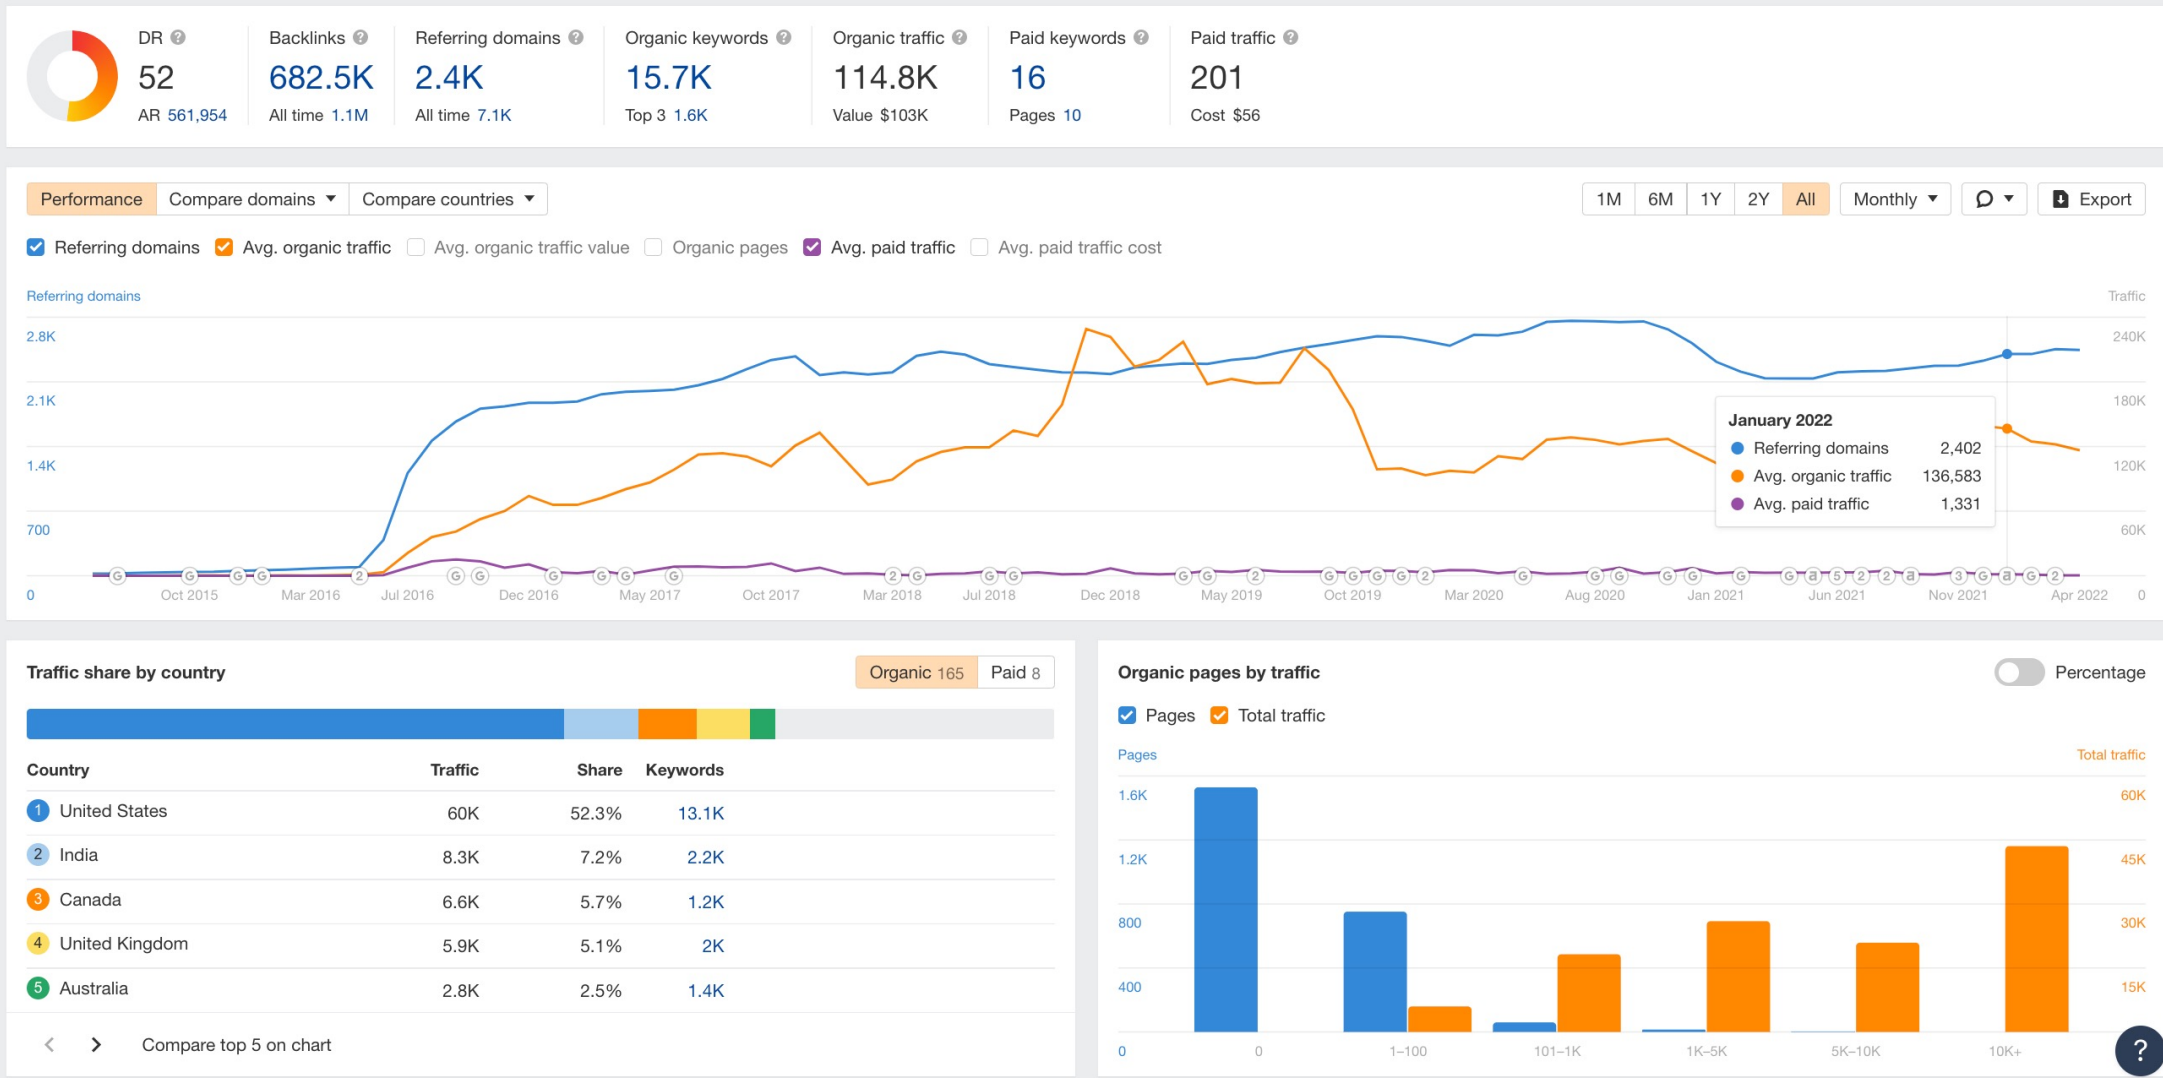 DR Backlinks Referring domains Organic keywords Organic traffic Paid keywords Paid traffic
52 682.5K 2.4K 15.7K 114.8K 16 201
AR 561,954 All time 1.1M All time 7.1K Top 3 1.6K Value $103K Pages 10 Cost $56
Performance Compare domains Compare countries 1M 6M 1Y 2Y All Monthly Export
Referring domains Avg. organic traffic Avg. organic traffic value Organic pages Avg. paid traffic Avg. paid traffic cost
Referring domains Traffic
2.8K 240K
2.1K 180K
1.4K 120K
700 60K
January 2022
Referring domains 2,402
Avg. organic traffic 136,583
Avg. paid traffic 1,331
G G G G 2 G G G G G G 2 G G G G G 2 G G G G 2 G G G G G G G a 5 2 2 a 3 G a G 2
0 Oct 2015 Mar 2016 Jul 2016 Dec 2016 May 2017 Oct 2017 Mar 2018 Jul 2018 Dec 2018 May 2019 Oct 2019 Mar 2020 Aug 2020 Jan 2021 Jun 2021 Nov 2021 Apr 2022 0
Traffic share by country Organic 165 Paid 8
Country Traffic Share Keywords
1 United States 60K 52.3% 13.1K
2 India 8.3K 7.2% 2.2K
3 Canada 6.6K 5.7% 1.2K
4 United Kingdom 5.9K 5.1% 2K
5 Australia 2.8K 2.5% 1.4K
Compare top 5 on chart
Organic pages by traffic Percentage
Pages Total traffic
Pages Total traffic
1.6K 60K
1.2K 45K
800 30K
400 15K
0 0 1–100 101–1K 1K–5K 5K–10K 10K+
?